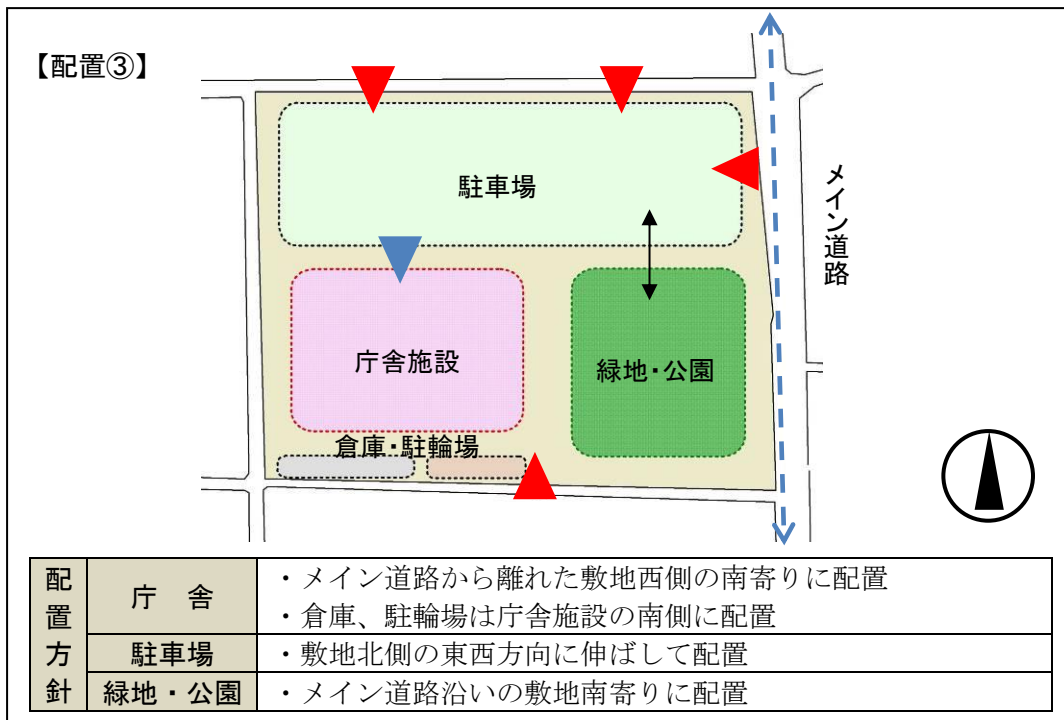 【配置③】
駐車場
メイン道路
庁舎施設
緑地・公園
倉庫・駐輪場
配置方針
庁　舎
・メイン道路から離れた敷地西側の南寄りに配置
・倉庫、駐輪場は庁舎施設の南側に配置
駐車場
・敷地北側の東西方向に伸ばして配置
緑地・公園
・メイン道路沿いの敷地南寄りに配置